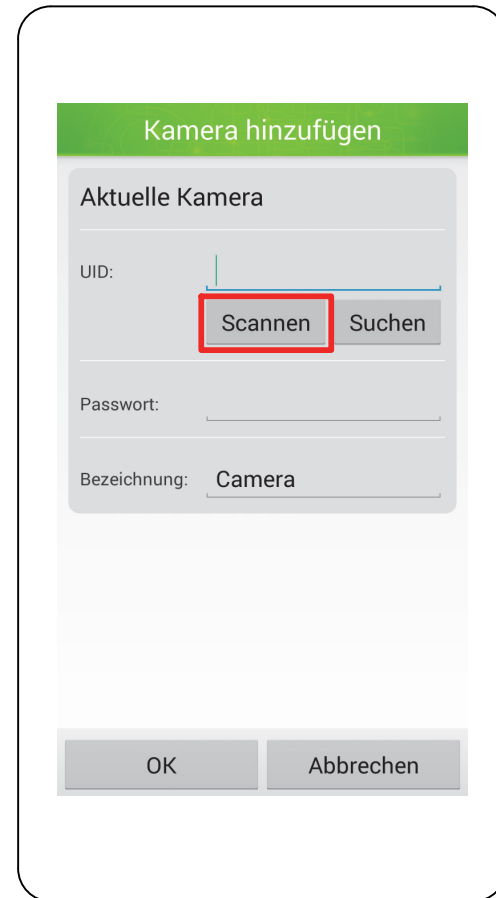 Kamera hinzufügen
Aktuelle Kamera
UID:
Scannen Suchen
Passwort:
Bezeichnung: Camera
OK Abbrechen